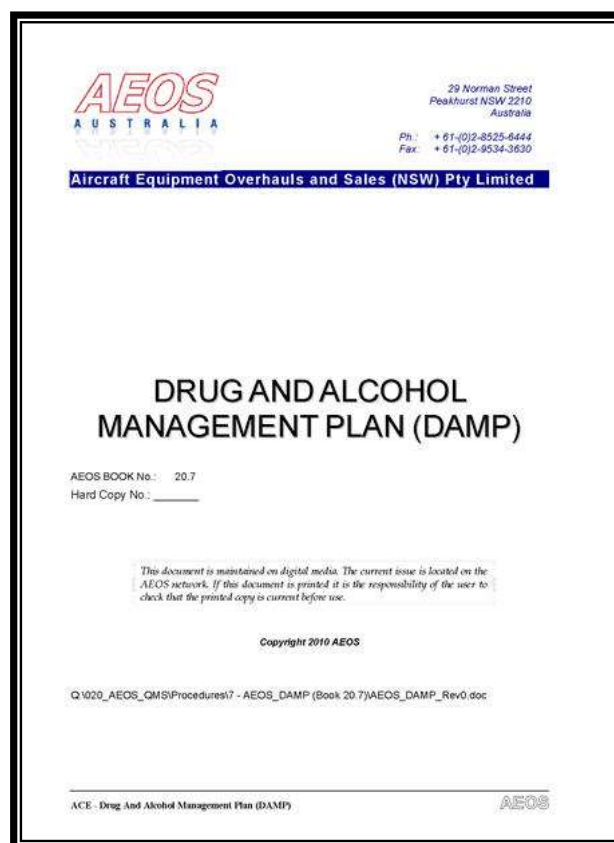 AEOS
AUSTRALIA
29 Norman Street
Peakhurst NSW 2210
Australia
Ph.: + 61-(0)2-8525-6444
Fax: + 61-(0)2-9534-3630
Aircraft Equipment Overhauls and Sales (NSW) Pty Limited
DRUG AND ALCOHOL
MANAGEMENT PLAN (DAMP)
AEOS BOOK No.: 20.7
Hard Copy No.: _______
This document is maintained on digital media. The current issue is located on the
AEOS network. If this document is printed it is the responsibility of the user to
check that the printed copy is current before use.
Copyright 2010 AEOS
Q:\020_AEOS_QMS\Procedures\7 - AEOS_DAMP (Book 20.7)\AEOS_DAMP_Rev0.doc
ACE - Drug And Alcohol Management Plan (DAMP)
AEOS